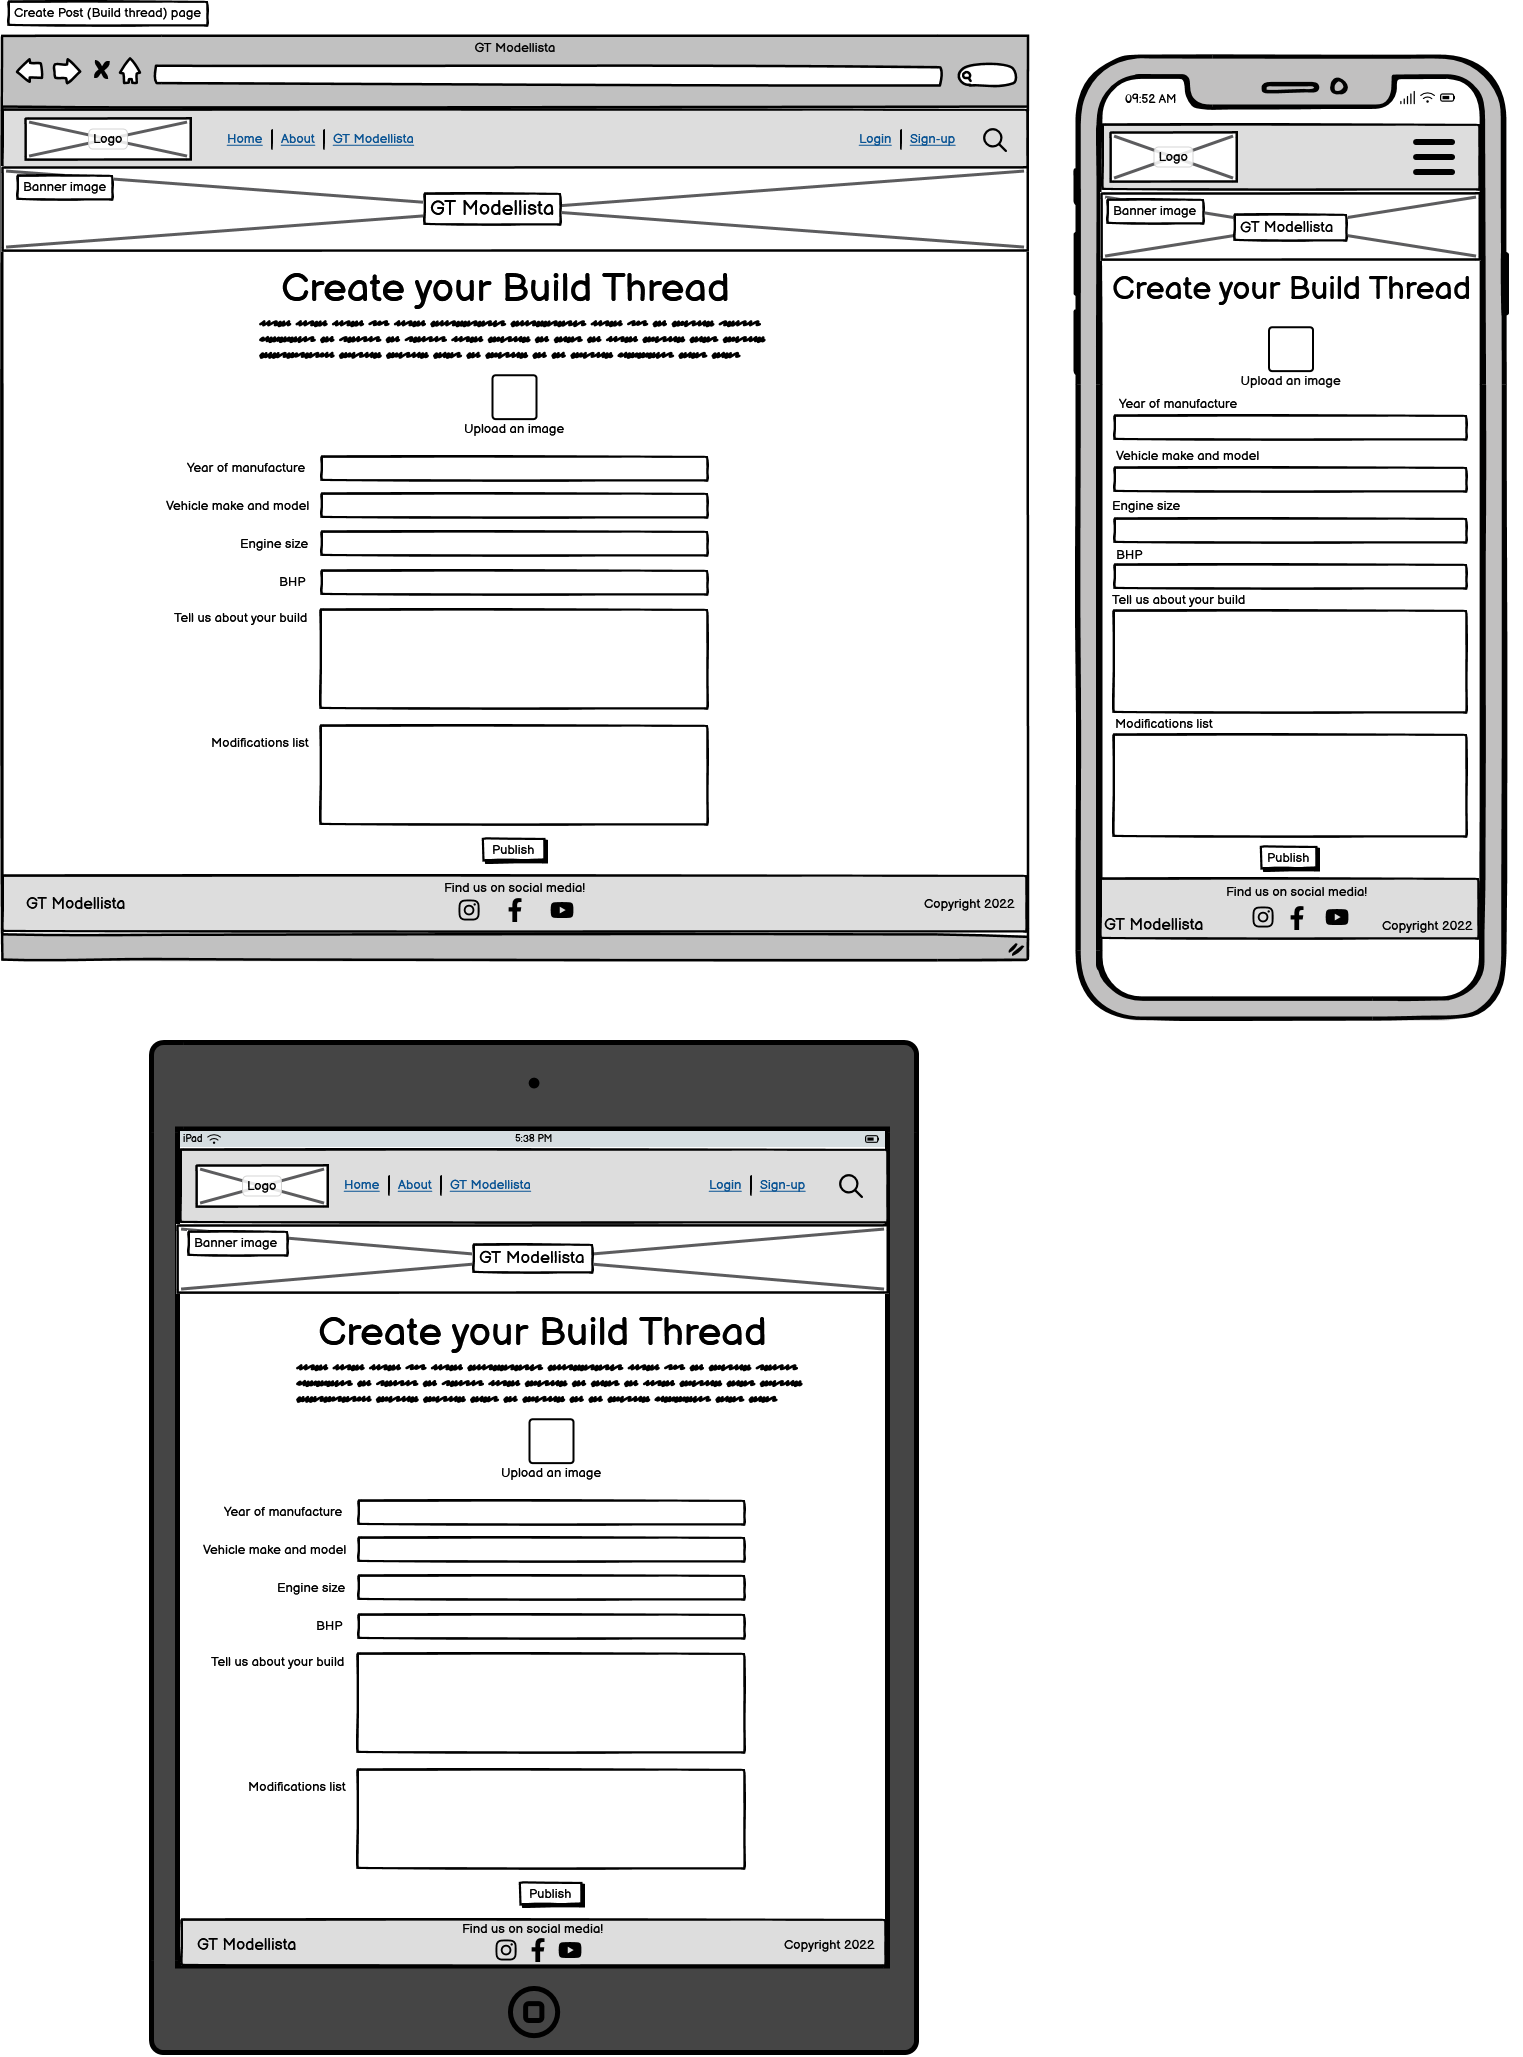 Create Post (Build thread) page
GT Modellista
Logo
Home About GT Modellista Login Sign-up
Banner image
GT Modellista
Create your Build Thread
Upload an image
Year of manufacture
Vehicle make and model
Engine size
BHP
Tell us about your build
Modifications list
Publish
Find us on social media!
GT Modellista
Copyright 2022
09:52 AM
Logo
Banner image
GT Modellista
Create your Build Thread
Upload an image
Year of manufacture
Vehicle make and model
Engine size
BHP
Tell us about your build
Modifications list
Publish
Find us on social media!
GT Modellista
Copyright 2022
iPad 5:38 PM
Logo
Home About GT Modellista Login Sign-up
Banner image
GT Modellista
Create your Build Thread
Upload an image
Year of manufacture
Vehicle make and model
Engine size
BHP
Tell us about your build
Modifications list
Publish
Find us on social media!
GT Modellista
Copyright 2022